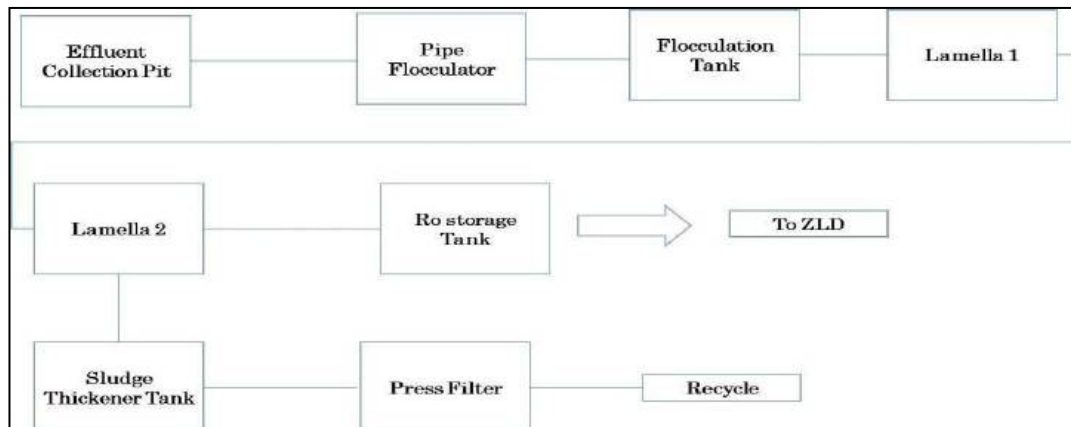 Effluent
Collection Pit
Pipe
Flocculator
Flocculation
Tank
Lamella 1
Lamella 2
Ro storage
Tank
To ZLD
Sludge
Thickener Tank
Press Filter
Recycle